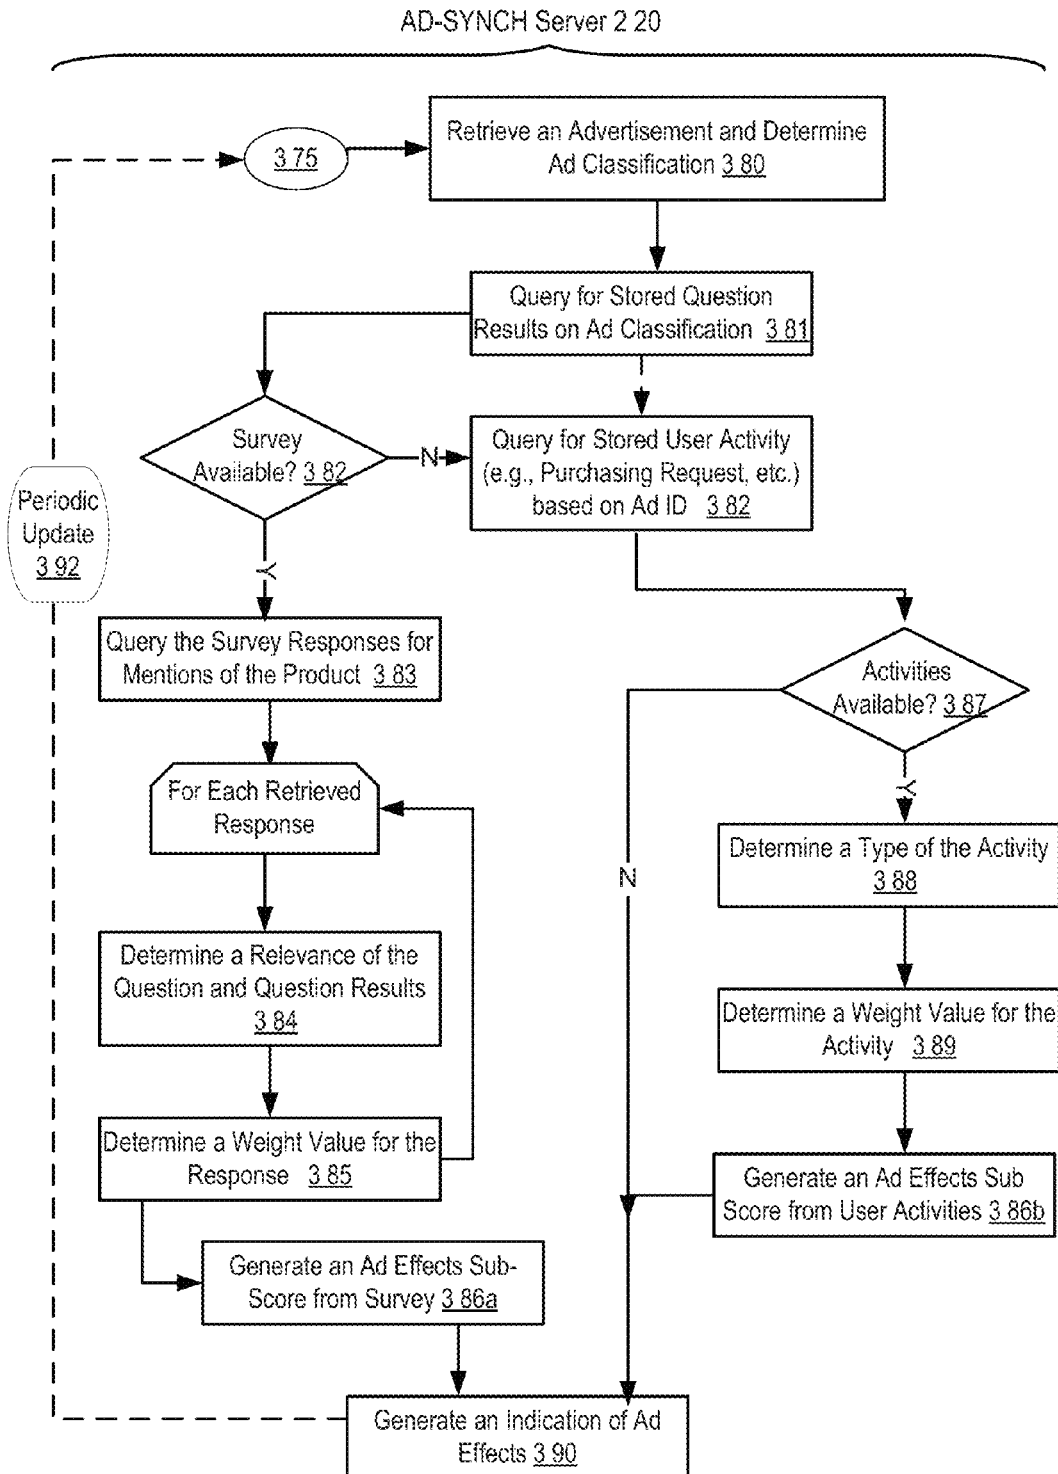 AD-SYNCH Server 2 20
3.75
Retrieve an Advertisement and Determine
Ad Classification 3 80
Query for Stored Question
Results on Ad Classification 3 81
Survey
Available? 3 82
N
Query for Stored User Activity
(e.g., Purchasing Request, etc.)
based on Ad ID 3 82
Periodic
Update
3 92
Y
Query the Survey Responses for
Mentions of the Product 3 83
Activities
Available? 3 87
Y
N
For Each Retrieved
Response
Determine a Type of the Activity
3 88
Determine a Relevance of the
Question and Question Results
3 84
Determine a Weight Value for the
Activity 3 89
Determine a Weight Value for the
Response 3 85
Generate an Ad Effects Sub
Score from User Activities 3 86b
Generate an Ad Effects Sub-
Score from Survey 3 86a
Generate an Indication of Ad
Effects 3 90